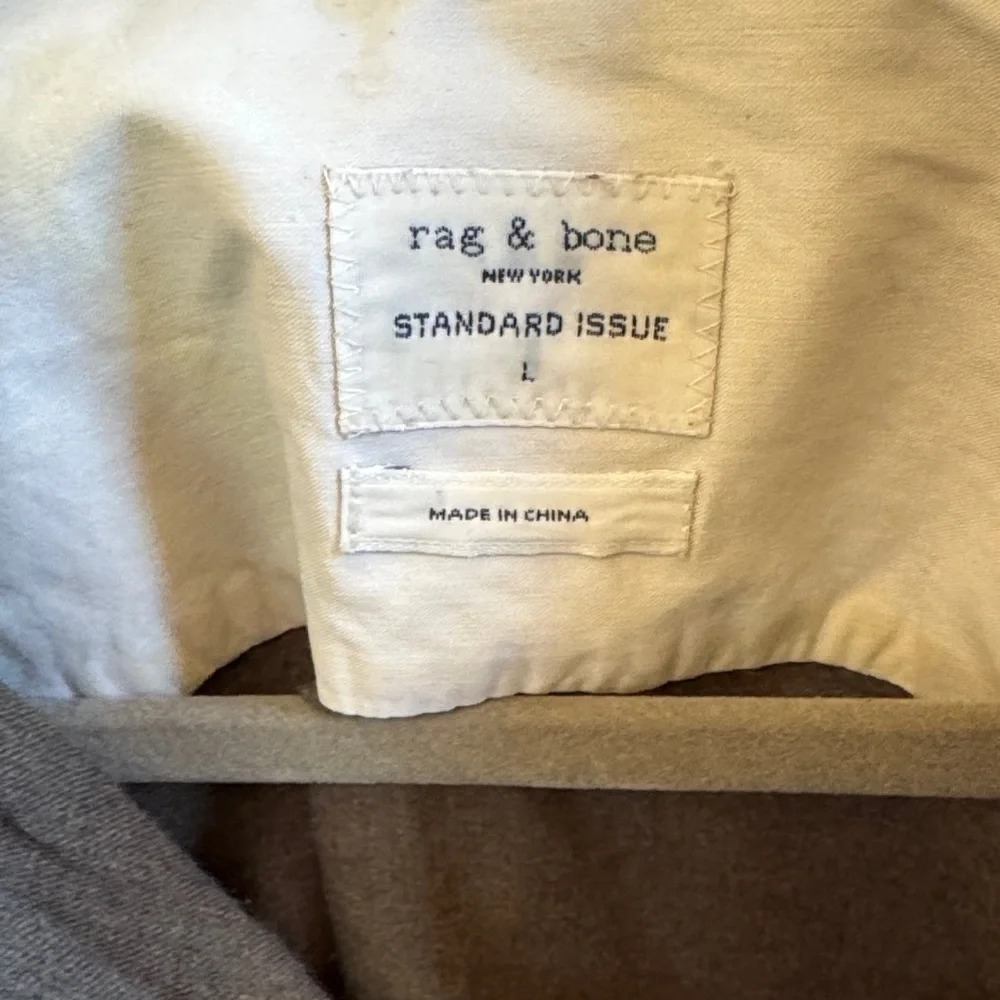 rag & bone
NEW YORK
STANDARD ISSUE
L
MADE IN CHINA